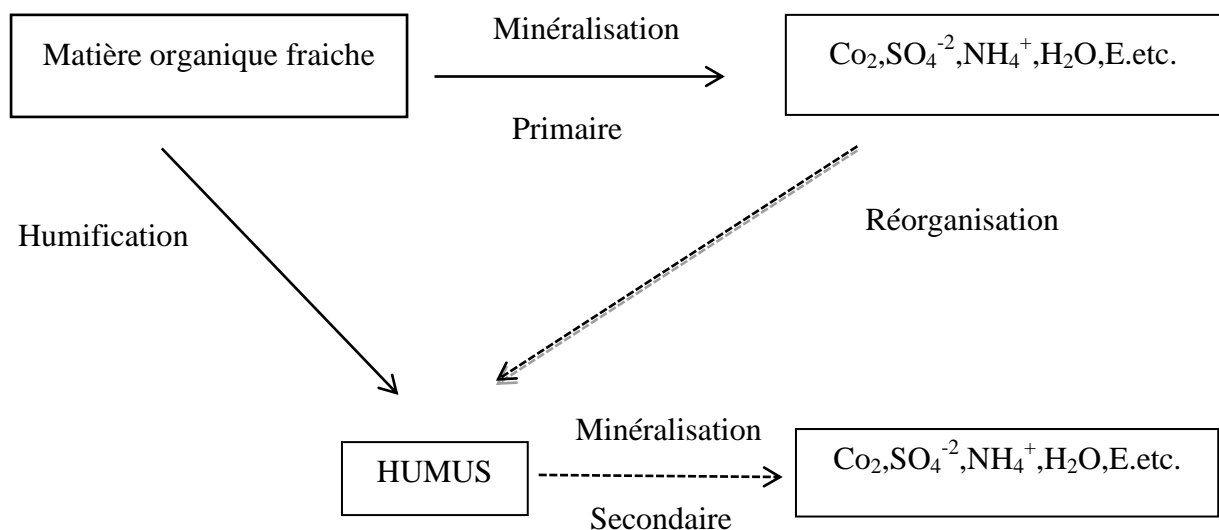 Matière organique fraiche
Minéralisation
Primaire
Co₂,SO₄⁻²,NH₄⁺,H₂O,E.etc.
Humification
Réorganisation
HUMUS
Minéralisation
Secondaire
Co₂,SO₄⁻²,NH₄⁺,H₂O,E.etc.